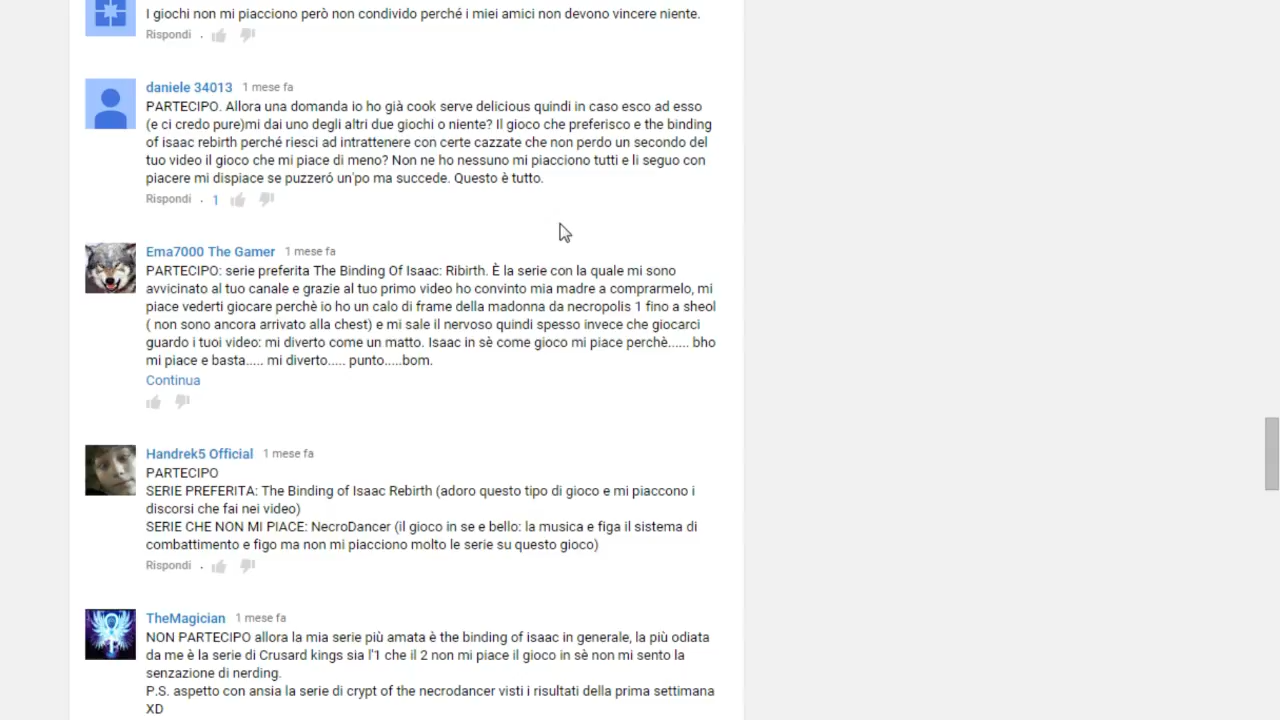 I giochi non mi piacciono però non condivido perché i miei amici non devono vincere niente.
Rispondi .
daniele 34013 1 mese fa
PARTECIPO. Allora una domanda io ho già cook serve delicious quindi in caso esco ad esso
(e ci credo pure)mi dai uno degli altri due giochi o niente? Il gioco che preferisco e the binding
of isaac rebirth perché riesci ad intrattenere con certe cazzate che non perdo un secondo del
tuo video il gioco che mi piace di meno? Non ne ho nessuno mi piacciono tutti e li seguo con
piacere mi dispiace se puzzeró un'po ma succede. Questo è tutto.
Rispondi . 1
Ema7000 The Gamer 1 mese fa
PARTECIPO: serie preferita The Binding Of Isaac: Ribirth. È la serie con la quale mi sono
avvicinato al tuo canale e grazie al tuo primo video ho convinto mia madre a comprarmelo, mi
piace vederti giocare perchè io ho un calo di frame della madonna da necropolis 1 fino a sheol
( non sono ancora arrivato alla chest) e mi sale il nervoso quindi spesso invece che giocarci
guardo i tuoi video: mi diverto come un matto. Isaac in sè come gioco mi piace perchè...... bho
mi piace e basta..... mi diverto..... punto.....bom.
Continua
Handrek5 Official 1 mese fa
PARTECIPO
SERIE PREFERITA: The Binding of Isaac Rebirth (adoro questo tipo di gioco e mi piaccono i
discorsi che fai nei video)
SERIE CHE NON MI PIACE: NecroDancer (il gioco in se e bello: la musica e figa il sistema di
combattimento e figo ma non mi piacciono molto le serie su questo gioco)
Rispondi .
TheMagician 1 mese fa
NON PARTECIPO allora la mia serie più amata è the binding of isaac in generale, la più odiata
da me è la serie di Crusard kings sia l'1 che il 2 non mi piace il gioco in sè non mi sento la
senzazione di nerding.
P.S. aspetto con ansia la serie di crypt of the necrodancer visti i risultati della prima settimana
XD